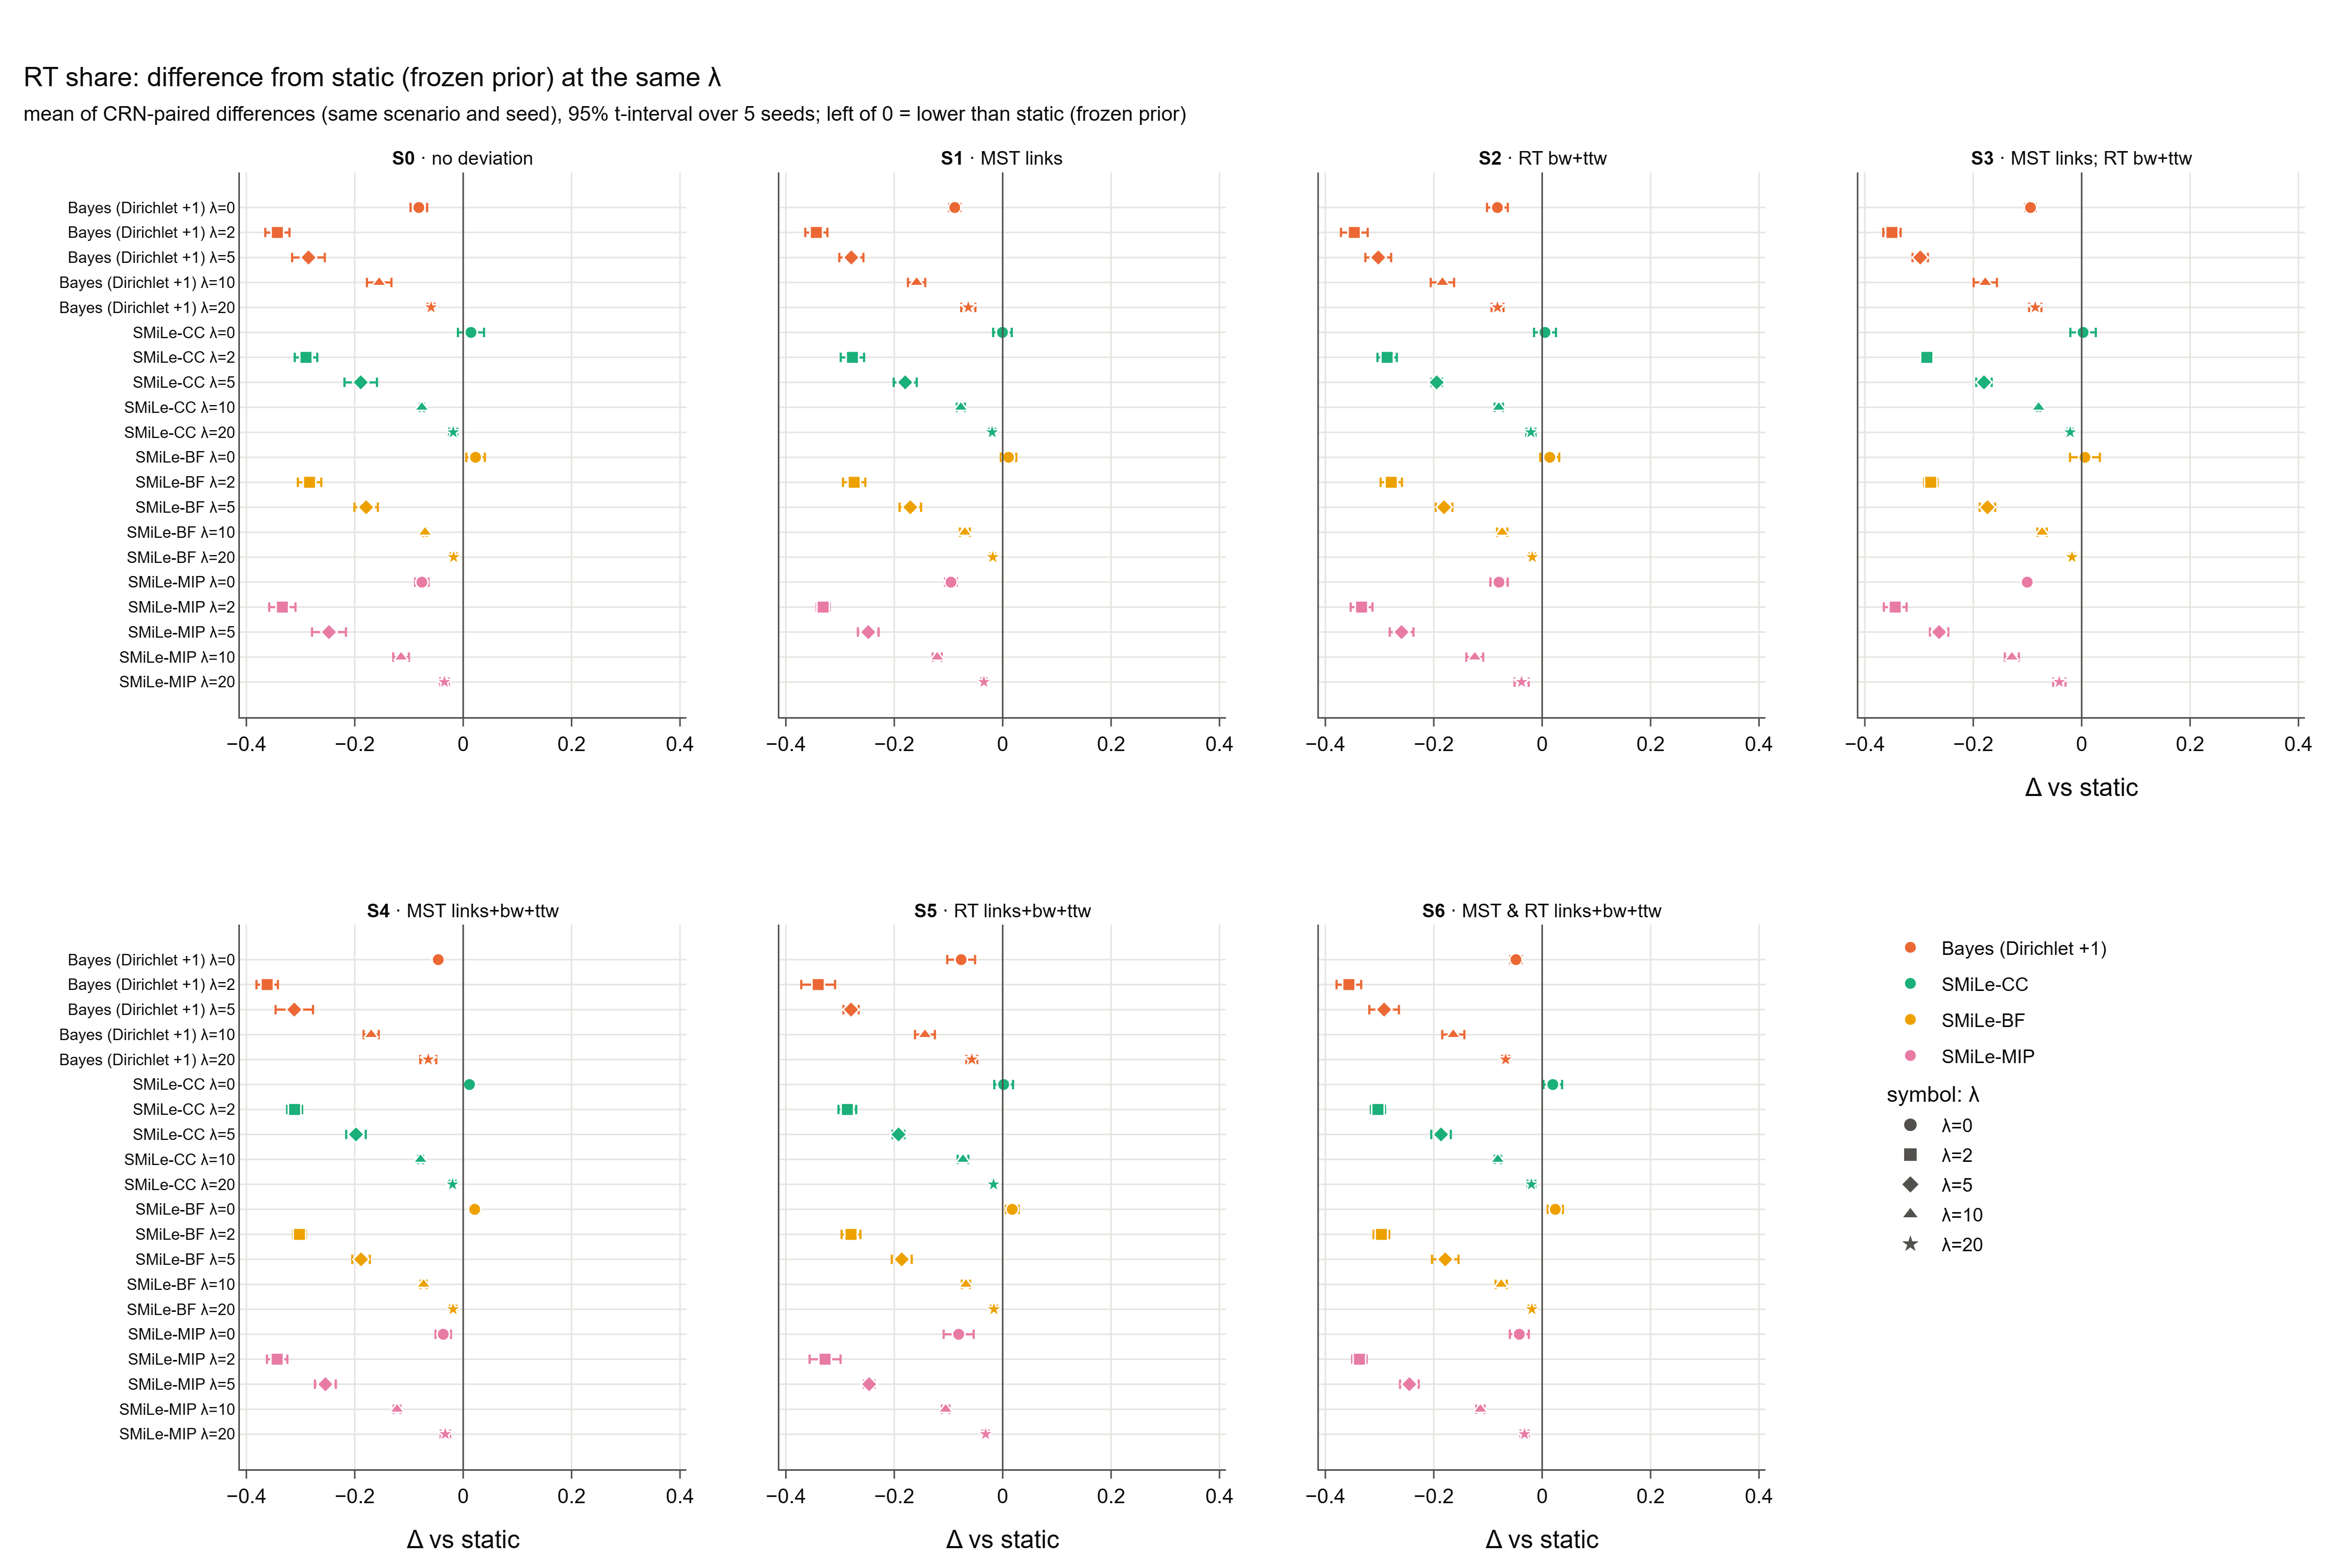 RT share: difference from static (frozen prior) at the same λ
mean of CRN-paired differences (same scenario and seed), 95% t-interval over 5 seeds; left of 0 = lower than static (frozen prior)
S0 · no deviation
S1 · MST links
S2 · RT bw+ttw
S3 · MST links; RT bw+ttw
Bayes (Dirichlet +1) λ=0
Bayes (Dirichlet +1) λ=2
Bayes (Dirichlet +1) λ=5
Bayes (Dirichlet +1) λ=10
Bayes (Dirichlet +1) λ=20
SMiLe-CC λ=0
SMiLe-CC λ=2
SMiLe-CC λ=5
SMiLe-CC λ=10
SMiLe-CC λ=20
SMiLe-BF λ=0
SMiLe-BF λ=2
SMiLe-BF λ=5
SMiLe-BF λ=10
SMiLe-BF λ=20
SMiLe-MIP λ=0
SMiLe-MIP λ=2
SMiLe-MIP λ=5
SMiLe-MIP λ=10
SMiLe-MIP λ=20
−0.4 −0.2 0 0.2 0.4
−0.4 −0.2 0 0.2 0.4
−0.4 −0.2 0 0.2 0.4
−0.4 −0.2 0 0.2 0.4
Δ vs static
S4 · MST links+bw+ttw
S5 · RT links+bw+ttw
S6 · MST & RT links+bw+ttw
Bayes (Dirichlet +1) λ=0
Bayes (Dirichlet +1) λ=2
Bayes (Dirichlet +1) λ=5
Bayes (Dirichlet +1) λ=10
Bayes (Dirichlet +1) λ=20
SMiLe-CC λ=0
SMiLe-CC λ=2
SMiLe-CC λ=5
SMiLe-CC λ=10
SMiLe-CC λ=20
SMiLe-BF λ=0
SMiLe-BF λ=2
SMiLe-BF λ=5
SMiLe-BF λ=10
SMiLe-BF λ=20
SMiLe-MIP λ=0
SMiLe-MIP λ=2
SMiLe-MIP λ=5
SMiLe-MIP λ=10
SMiLe-MIP λ=20
−0.4 −0.2 0 0.2 0.4
−0.4 −0.2 0 0.2 0.4
−0.4 −0.2 0 0.2 0.4
Δ vs static
Δ vs static
Δ vs static
Bayes (Dirichlet +1)
SMiLe-CC
SMiLe-BF
SMiLe-MIP
symbol: λ
λ=0
λ=2
λ=5
λ=10
λ=20